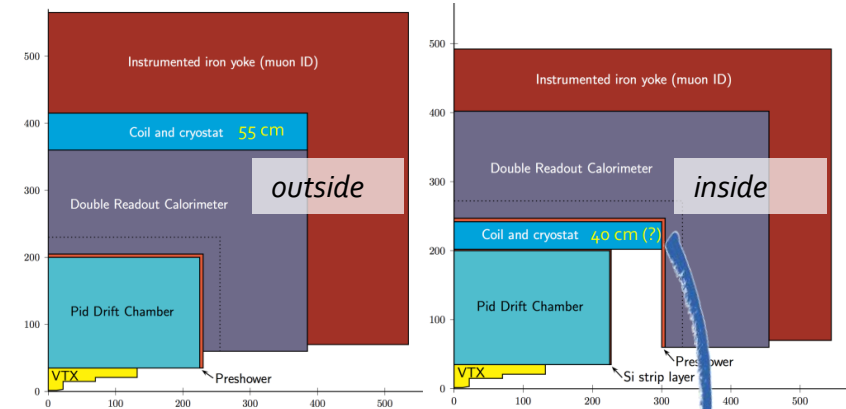 500
400
300
200
100
0
0
100
200
300
400
500
Instrumented iron yoke (muon ID)
Coil and cryostat 55 cm
outside
Double Readout Calorimeter
Pid Drift Chamber
VTX
Preshower
500
400
300
200
100
0
0
100
200
300
400
500
Instrumented iron yoke (muon ID)
Double Readout Calorimeter
inside
Coil and cryostat 40 cm (?)
Pid Drift Chamber
VTX
Preshower
Si strip layer